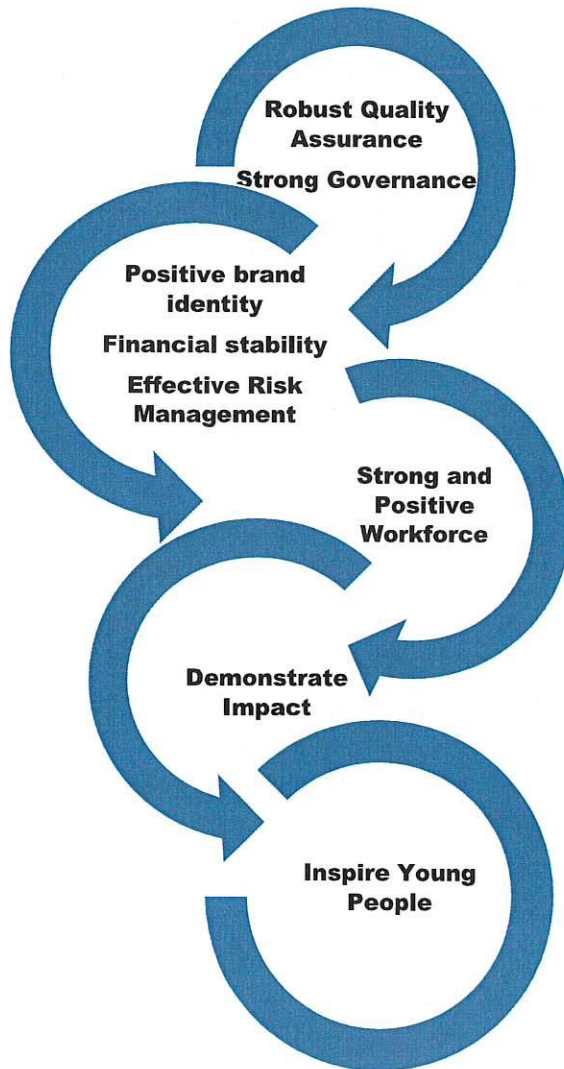 Robust Quality
Assurance
Strong Governance
Positive brand
identity
Financial stability
Effective Risk
Management
Strong and
Positive
Workforce
Demonstrate
Impact
Inspire Young
People